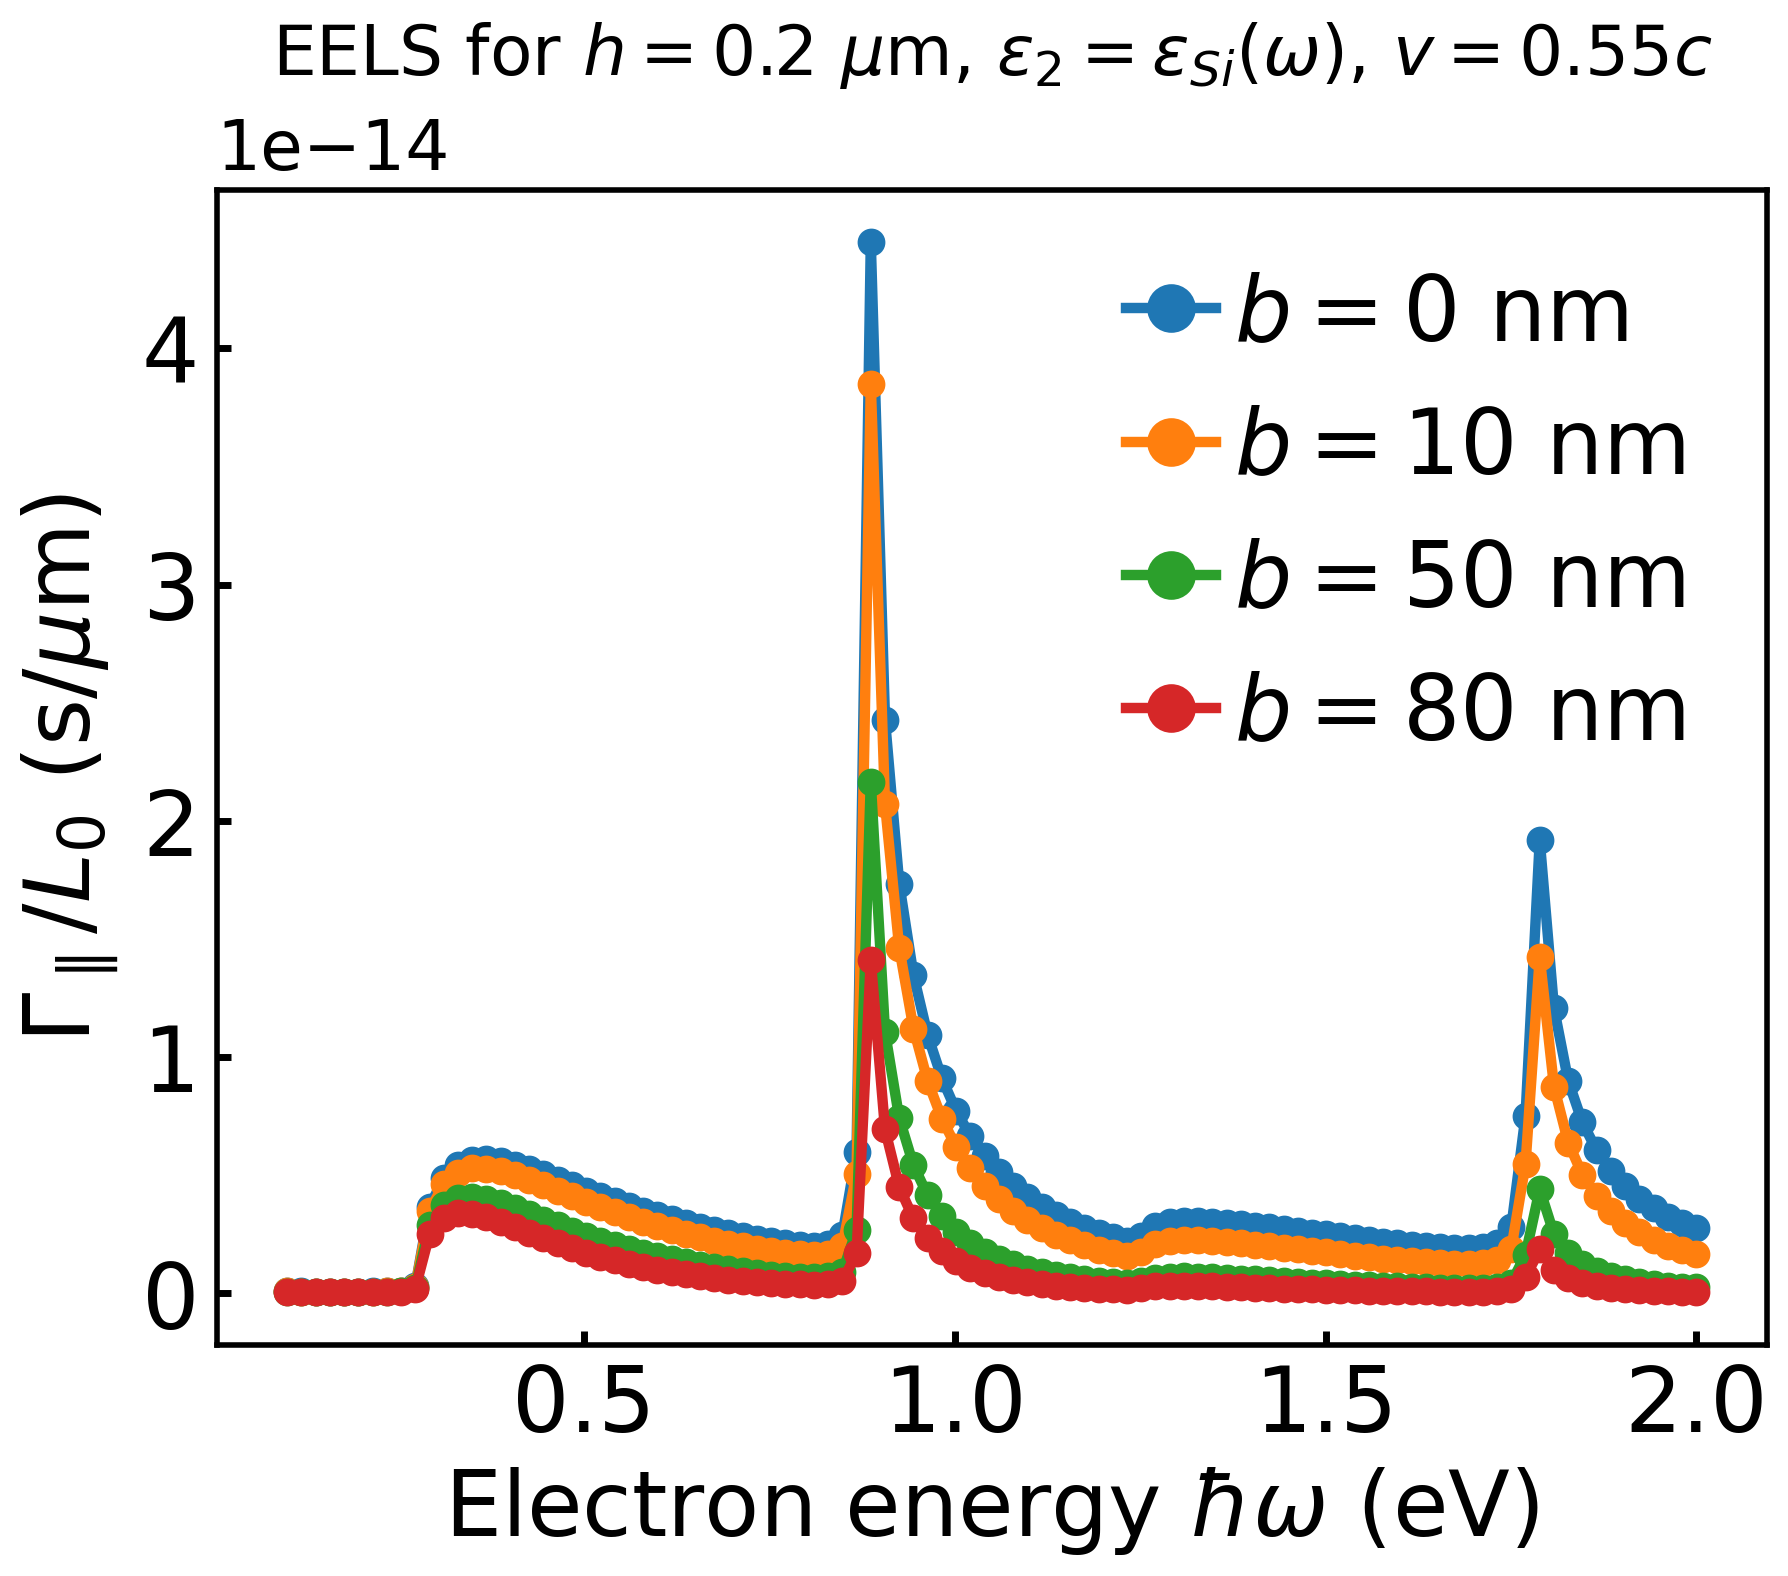 EELS for h = 0.2 μm, ε₂ = ε_Si(ω), v = 0.55c
1e−14
b = 0 nm
b = 10 nm
b = 50 nm
b = 80 nm
4
3
2
1
0
Γ∥/L₀ (s/μm)
0.5 1.0 1.5 2.0
Electron energy ℏω (eV)